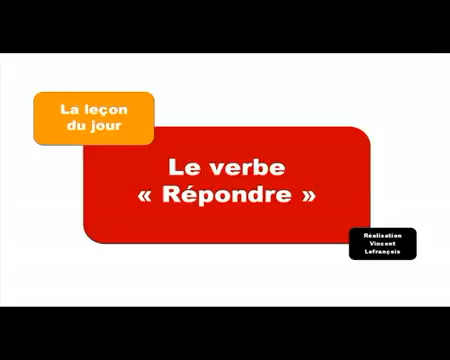 La leçon
du jour
Le verbe
« Répondre »
Réalisation
Vincent
Lefrançois